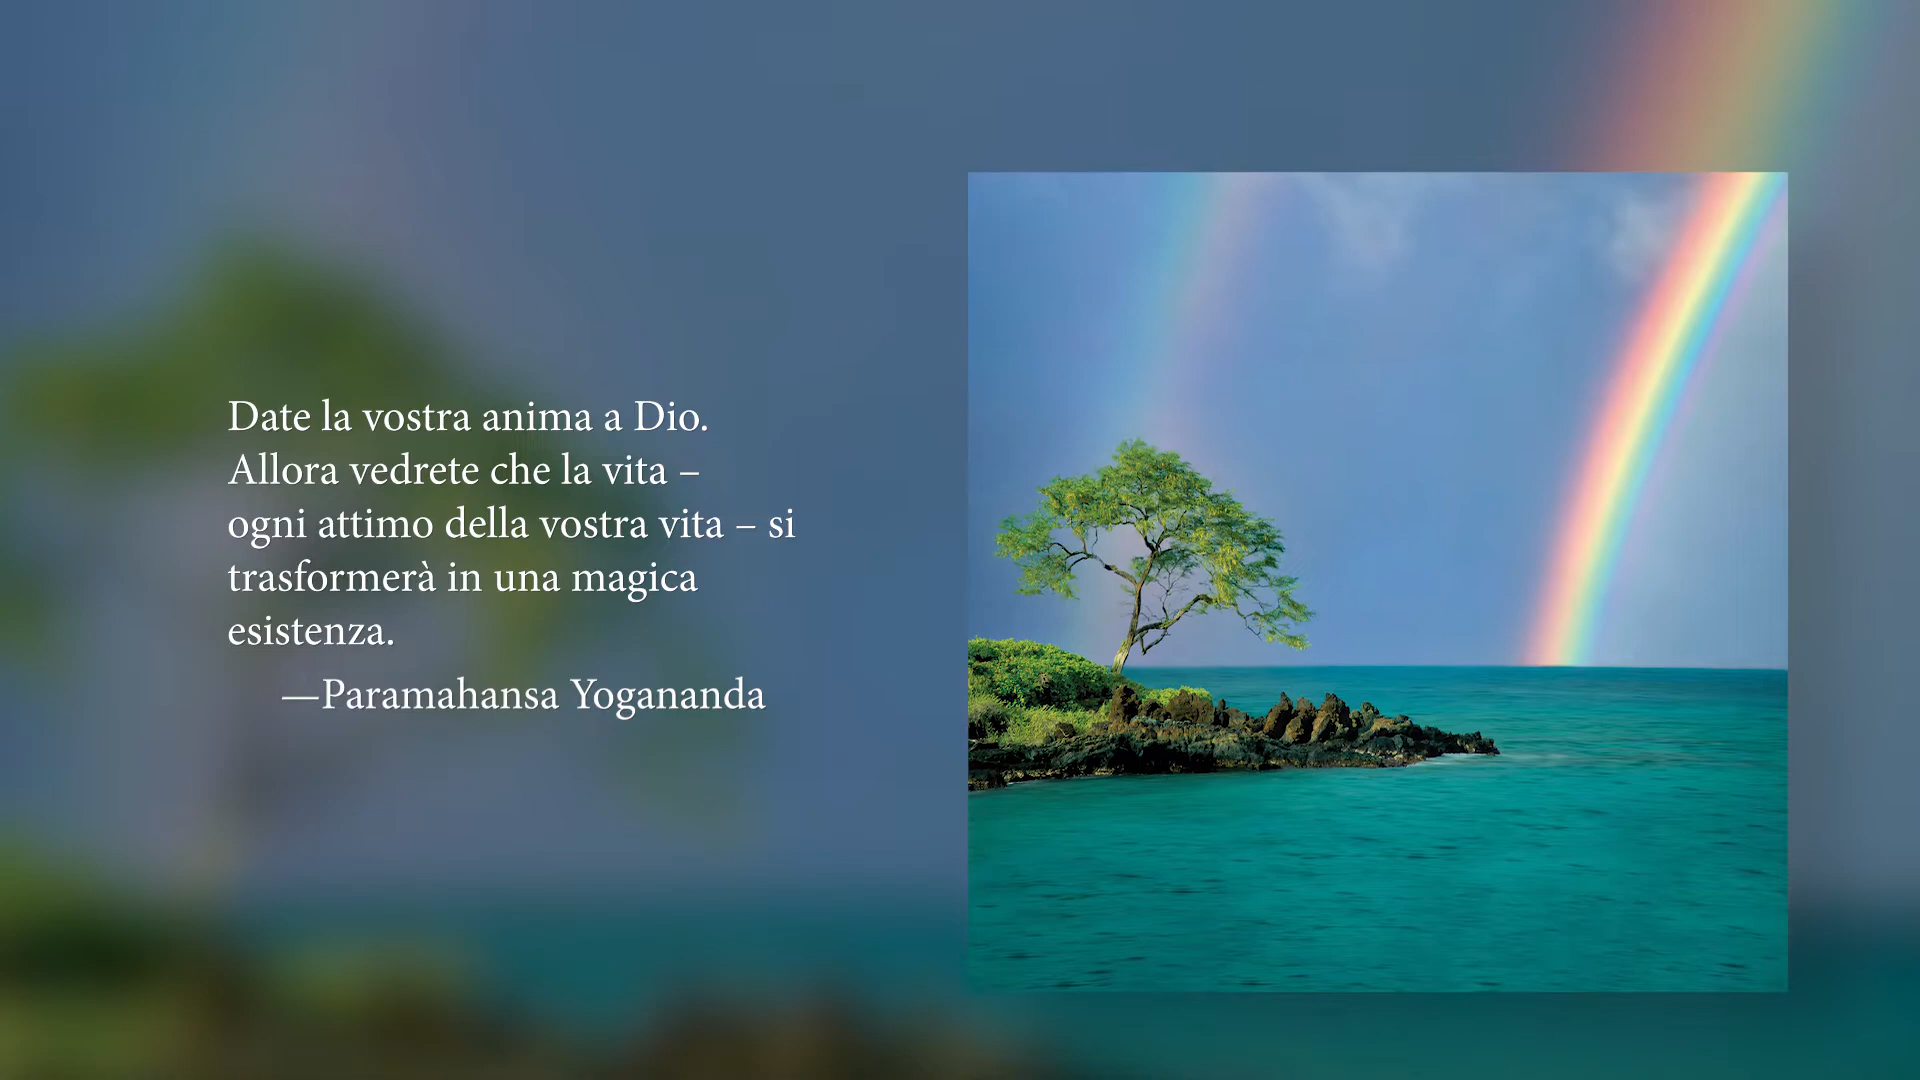 Date la vostra anima a Dio.
Allora vedrete che la vita –
ogni attimo della vostra vita – si
trasformerà in una magica
esistenza.
—Paramahansa Yogananda